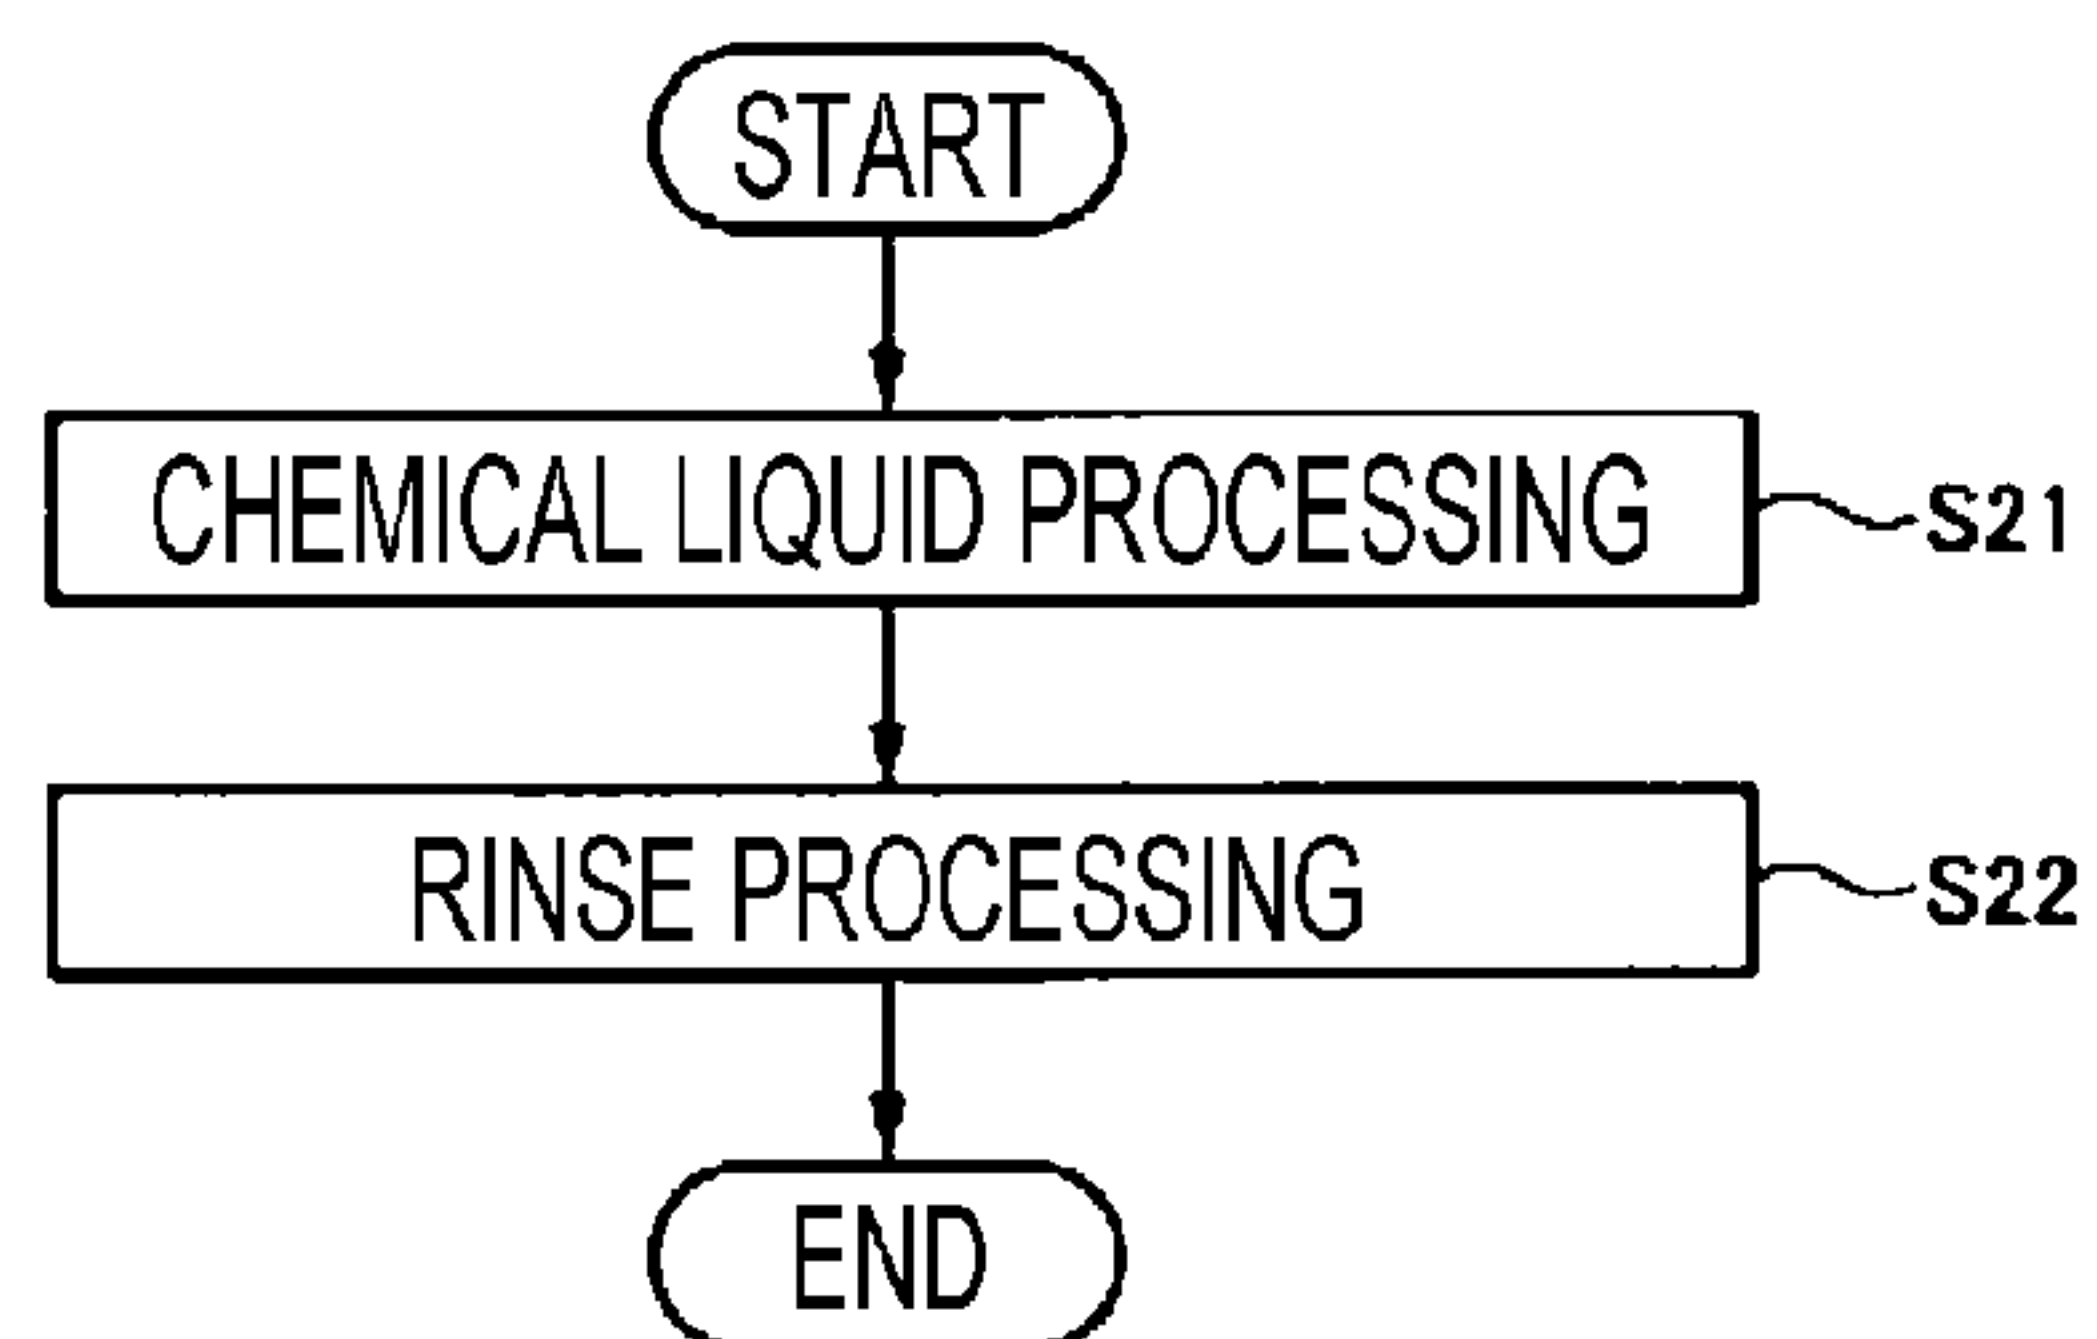 START
CHEMICAL LIQUID PROCESSING
S21
RINSE PROCESSING
S22
END